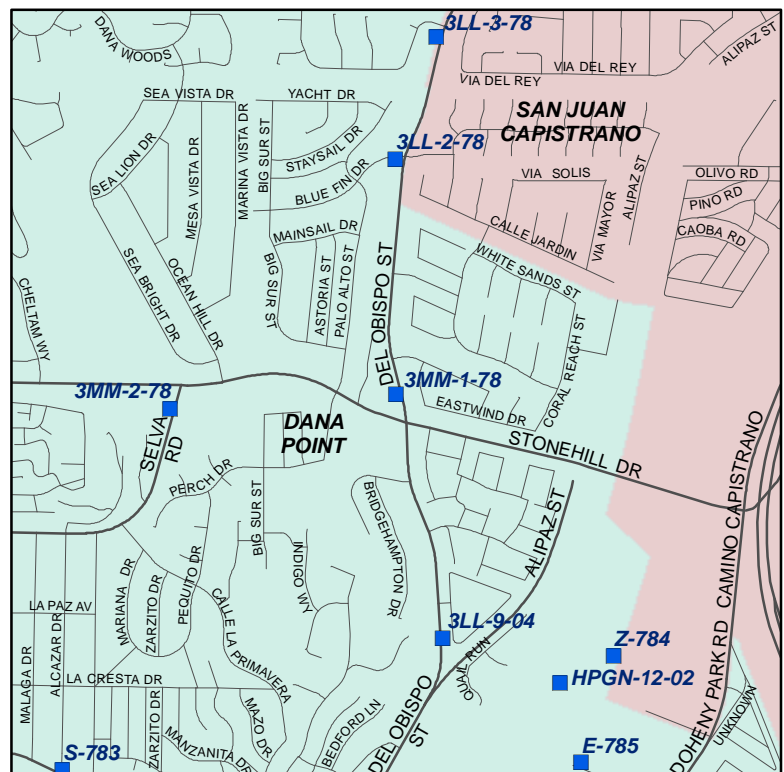 3LL-3-78
DANA WOODS
ALIPAZ ST
VIA DEL REY
VIA DEL REY
SEA VISTA DR
YACHT DR
SAN JUAN
CAPISTRANO
SEA LION DR
MESA VISTA DR
MARINA VISTA DR
BIG SUR ST
STAYSAIL DR
3LL-2-78
BLUE FIN DR
VIA SOLIS
ALIPAZ ST
OLIVO RD
PINO RD
CAOBA RD
MAINSAIL DR
CALLE JARDIN
VIA MAYOR
SEA BRIGHT DR
OCEAN HILL DR
BIG SUR ST
ASTORIA ST
PALO ALTO ST
DEL OBISPO ST
WHITE SANDS ST
CHELTAM WY
CORAL REACH ST
3MM-1-78
3MM-2-78
EASTWIND DR
DANA
POINT
SELVA
RD
STONEHILL DR
PERCH DR
BIG SUR ST
BRIDGEHAMPTON DR
ALIPAZ ST
INDIGO WY
CAMINO CAPISTRANO
MARIANA DR
ZARZITO DR
PEQUITO DR
CALLE LA PRIMAVERA
LA PAZ AV
3LL-9-04
Z-784
QUAIL RUN
HPGN-12-02
MALAGA DR
ALCAZAR DR
LA CRESTA DR
ZARZITO DR
MAZO DR
MANZANITA DR
BEDFORD LN
DEL OBISPO
ST
DOHENY PARK RD
UNKNOWN
S-783
E-785